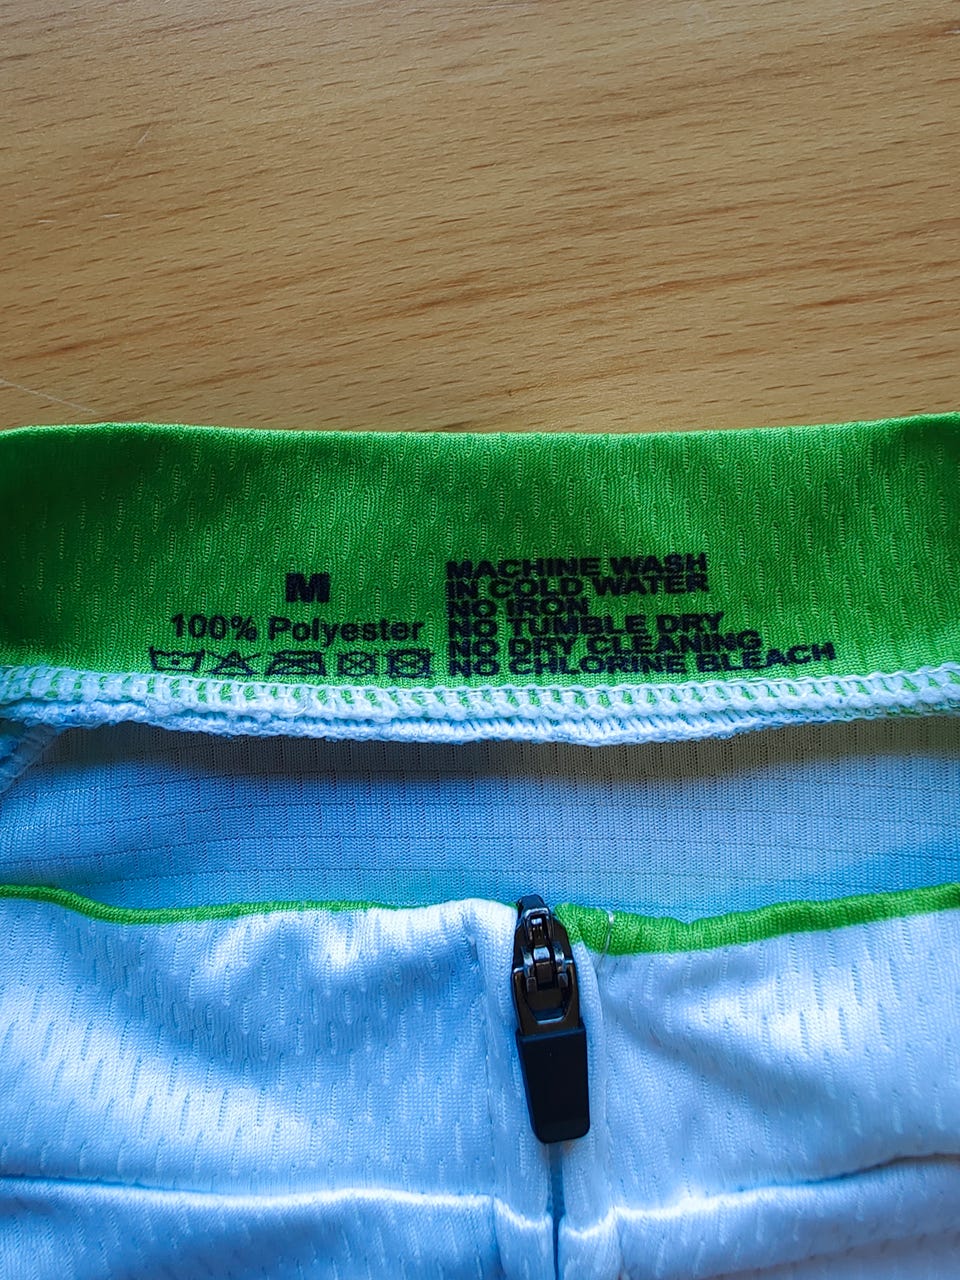 M
100% Polyester
MACHINE WASH
IN COLD WATER
NO IRON
NO TUMBLE DRY
NO DRY CLEANING
NO CHLORINE BLEACH